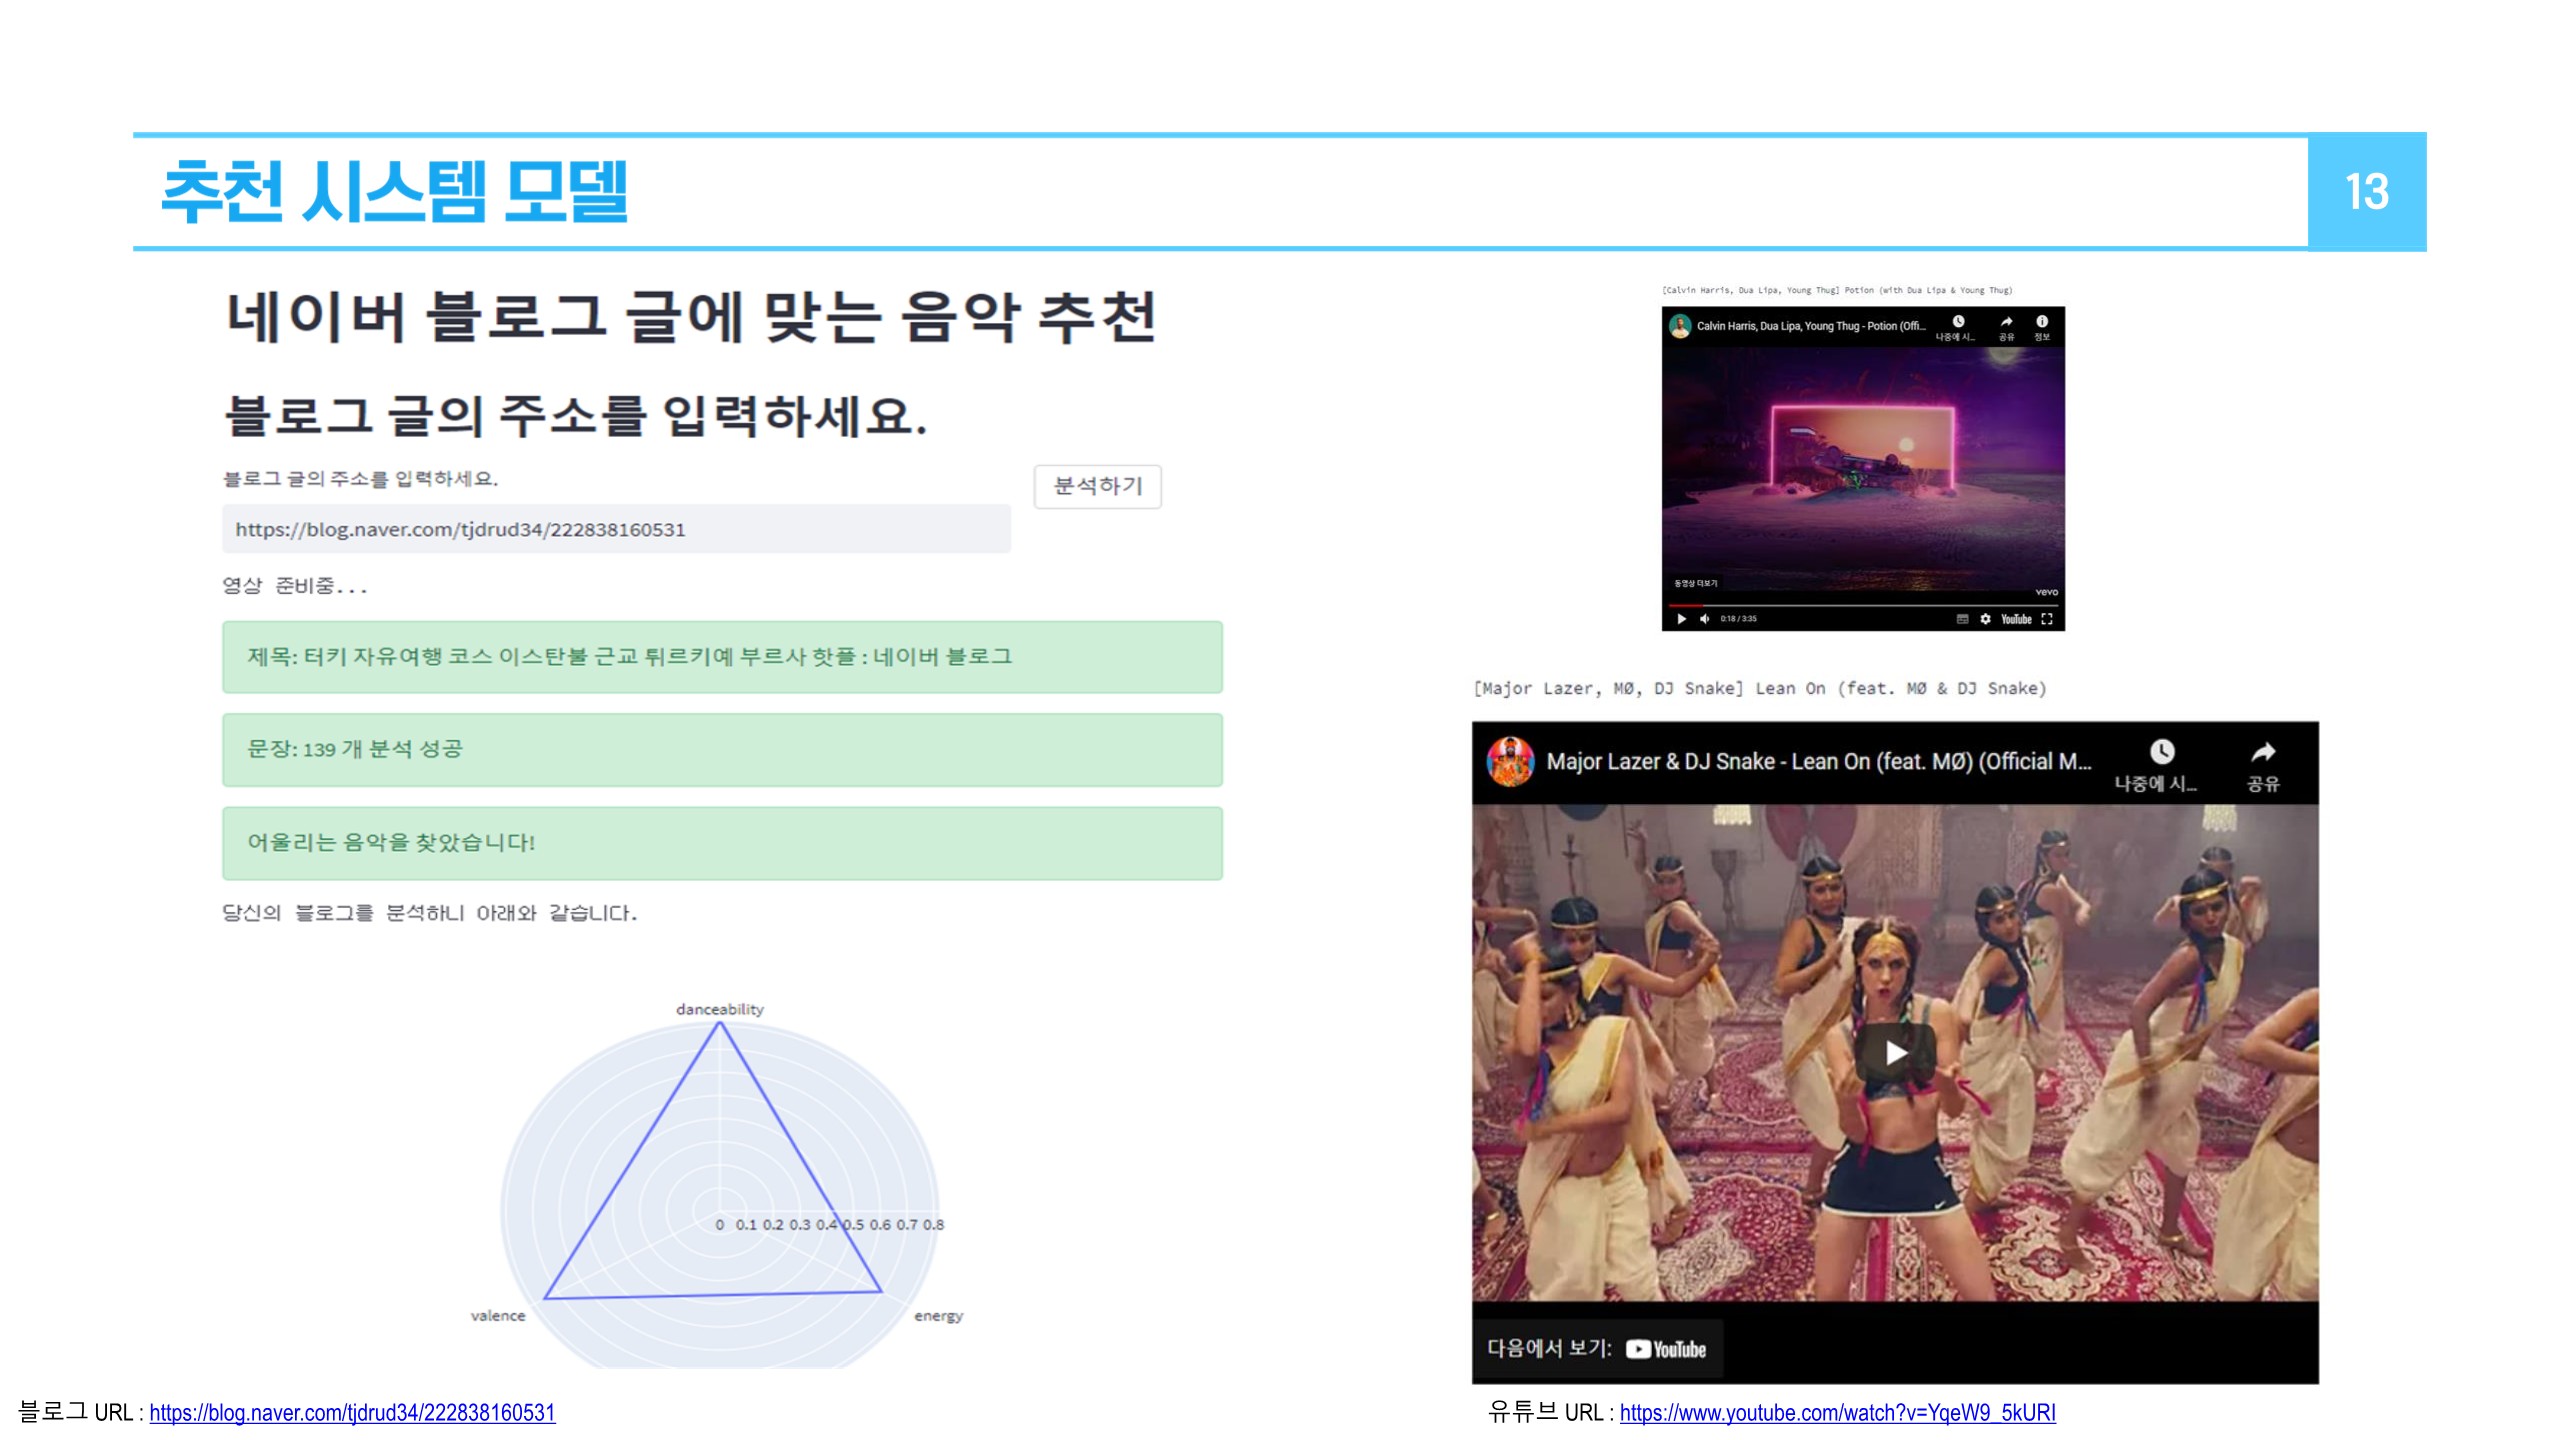 추천 시스템 모델
13
네이버 블로그 글에 맞는 음악 추천
블로그 글의 주소를 입력하세요.
블로그 글의 주소를 입력하세요.
분석하기
https://blog.naver.com/tjdrud34/222838160531
영상 준비중...
제목: 터키 자유여행 코스 이스탄불 근교 튀르키예 부르사 핫플 : 네이버 블로그
문장: 139 개 분석 성공
어울리는 음악을 찾았습니다!
당신의 블로그를 분석하니 아래와 같습니다.
danceability
0 0.1 0.2 0.3 0.4 0.5 0.6 0.7 0.8
valence
energy
블로그 URL : https://blog.naver.com/tjdrud34/222838160531
[Calvin Harris, Dua Lipa, Young Thug] Potion (with Dua Lipa & Young Thug)
Calvin Harris, Dua Lipa, Young Thug - Potion (Offi...
나중에 시...
공유
정보
동영상 더보기
vevo
0:18 / 3:35
YouTube
[Major Lazer, MØ, DJ Snake] Lean On (feat. MØ & DJ Snake)
Major Lazer & DJ Snake - Lean On (feat. MØ) (Official M...
나중에 시...
공유
다음에서 보기: YouTube
유튜브 URL : https://www.youtube.com/watch?v=YqeW9_5kURI